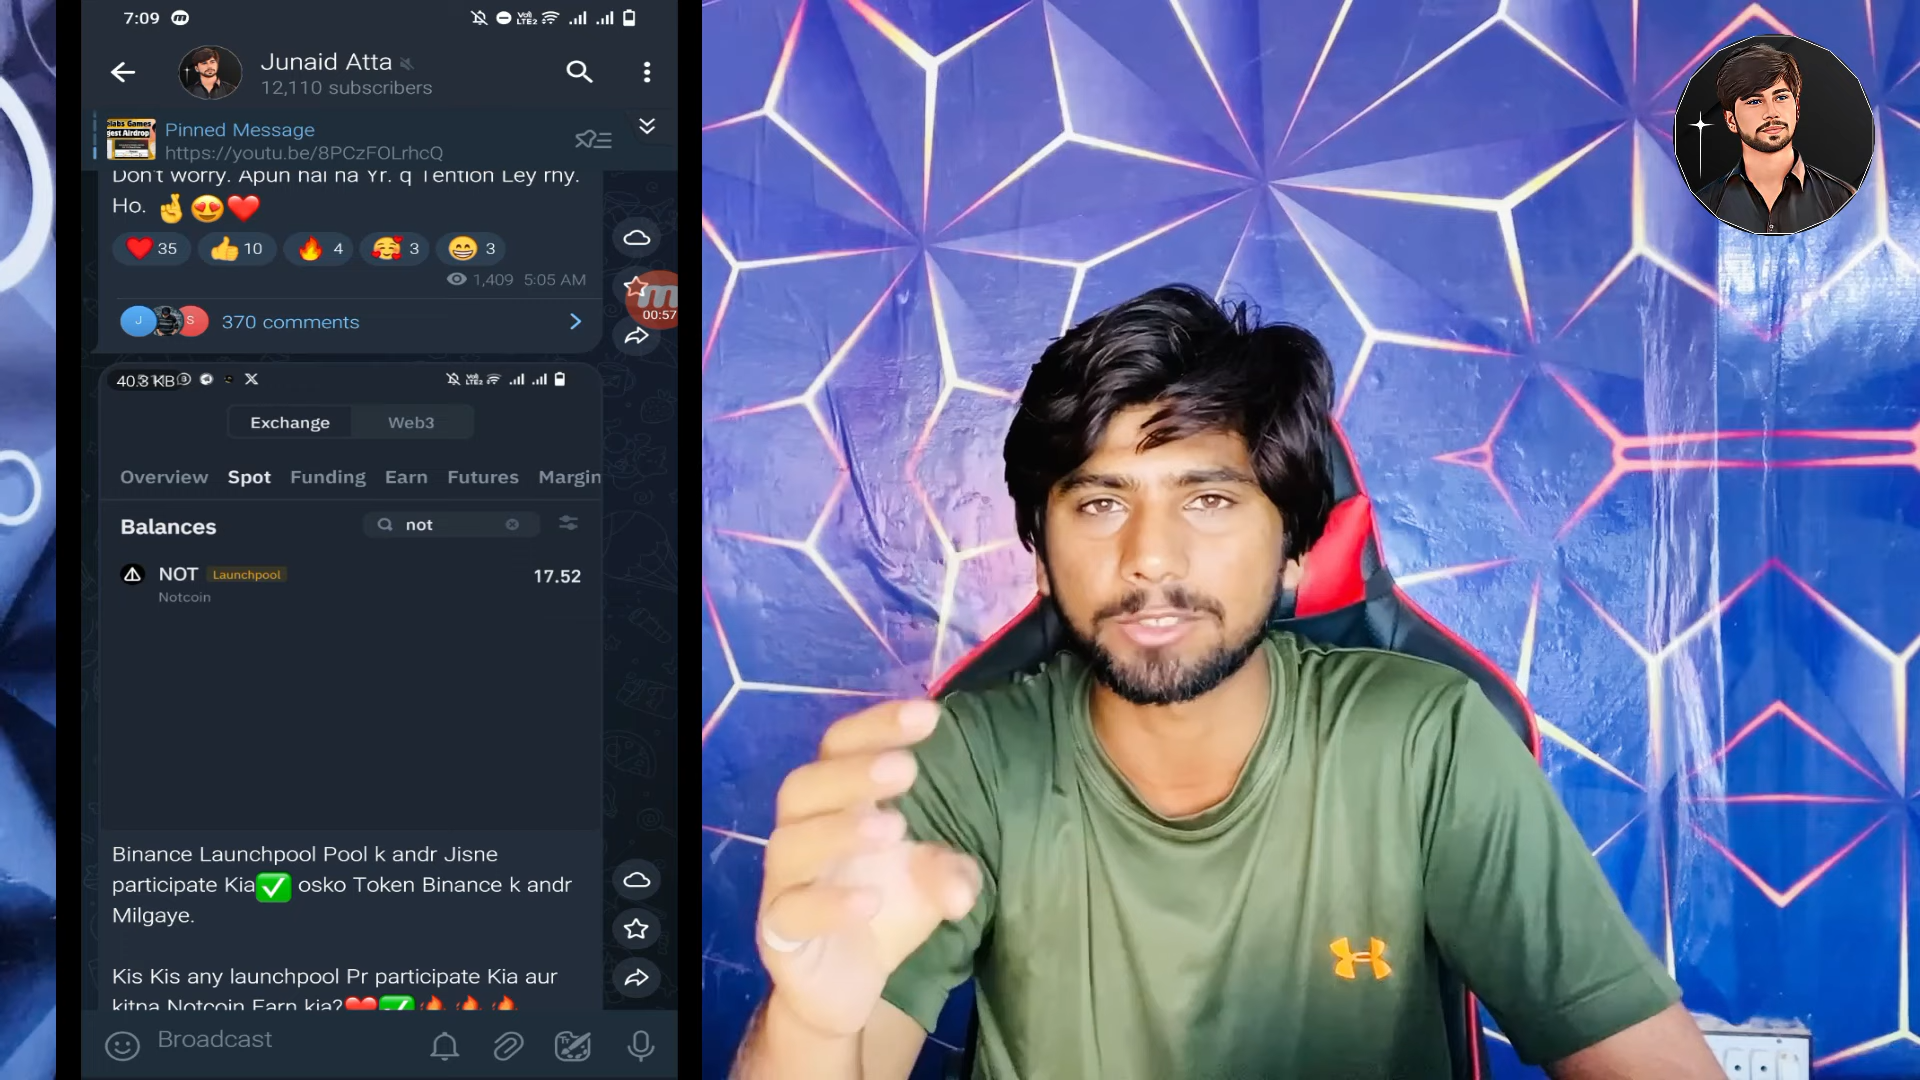 7:09
Junaid Atta
12,110 subscribers
Pinned Message
https://youtu.be/8PCzFOLrhcQ
Don't worry. Apun hai na Yr. q Tention Ley rhy.
Ho. 🤞😍❤️
❤️ 35 👍 10 🔥 4 🥰 3 😁 3
1,409 5:05 AM
00:57
J S 370 comments
40.3 KB
Exchange Web3
Overview Spot Funding Earn Futures Margin
Balances not
NOT Launchpool 17.52
Notcoin
Binance Launchpool Pool k andr Jisne
participate Kia✅ osko Token Binance k andr
Milgaye.
Kis Kis any launchpool Pr participate Kia aur
kitna Notcoin Earn kia?❤️✅🔥🔥🔥
Broadcast